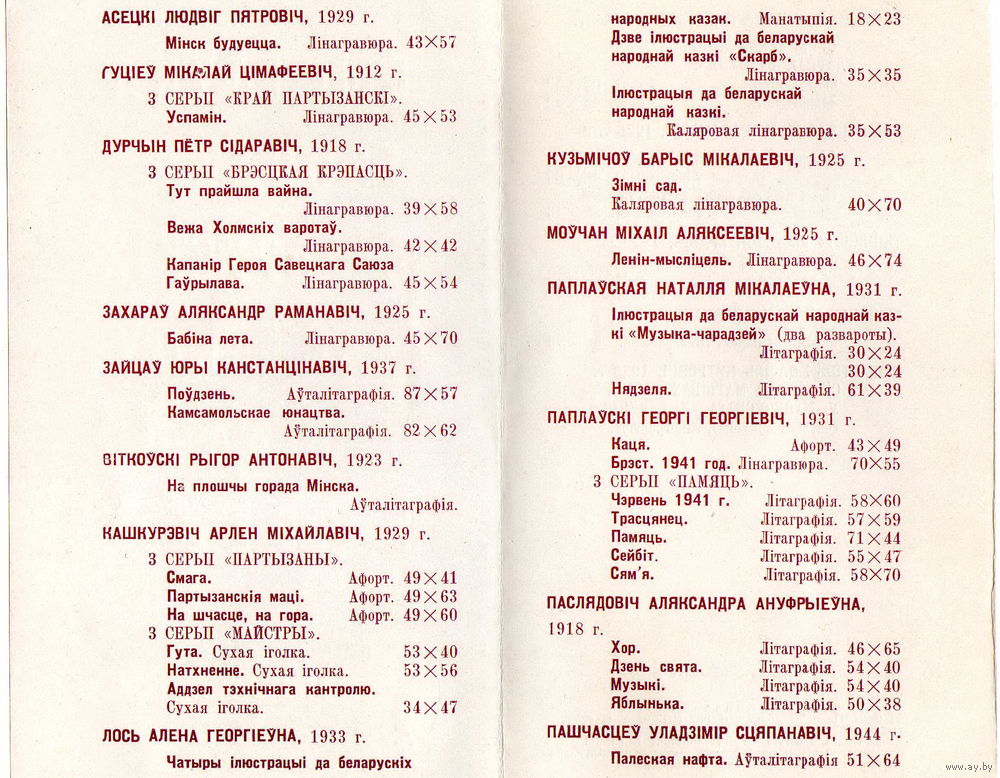 АСЕЦКІ ЛЮДВІГ ПЯТРОВІЧ, 1929 г.
Мінск будуецца. Лінагравюра. 43×57
ГУЦІЕЎ МІКАЛАЙ ЦІМАФЕЕВІЧ, 1912 г.
З СЕРЫІ «КРАЙ ПАРТЫЗАНСКІ».
Успамін. Лінагравюра. 45×53
ДУРЧЫН ПЁТР СІДАРАВІЧ, 1918 г.
З СЕРЫІ «БРЭСЦКАЯ КРЭПАСЦЬ».
Тут прайшла вайна.
Лінагравюра. 39×58
Вежа Холмскіх варотаў.
Лінагравюра. 42×42
Капанір Героя Савецкага Саюза
Гаўрылава. Лінагравюра. 45×54
ЗАХАРАЎ АЛЯКСАНДР РАМАНАВІЧ, 1925 г.
Бабіна лета. Лінагравюра. 45×70
ЗАЙЦАЎ ЮРЫ КАНСТАНЦІНАВІЧ, 1937 г.
Поўдзень. Аўталітаграфія. 87×57
Камсамольскае юнацтва.
Аўталітаграфія. 82×62
ВІТКОЎСКІ РЫГОР АНТОНАВІЧ, 1923 г.
На плошчы горада Мінска.
Аўталітаграфія.
КАШКУРЭВІЧ АРЛЕН МІХАЙЛАВІЧ, 1929 г.
З СЕРЫІ «ПАРТЫЗАНЫ».
Смага. Афорт. 49×41
Партызанскія маці. Афорт. 49×63
На шчасце, на гора. Афорт. 49×60
З СЕРЫІ «МАЙСТРЫ».
Гута. Сухая іголка. 53×40
Натхненне. Сухая іголка. 53×56
Аддзел тэхнічнага кантролю.
Сухая іголка. 34×47
ЛОСЬ АЛЕНА ГЕОРГІЕЎНА, 1933 г.
Чатыры ілюстрацыі да беларускіх
народных казак. Манатыпія. 18×23
Дзве ілюстрацыі да беларускай
народнай казкі «Скарб».
Лінагравюра. 35×35
Ілюстрацыя да беларускай
народнай казкі.
Каляровая лінагравюра. 35×53
КУЗЬМІЧОЎ БАРЫС МІКАЛАЕВІЧ, 1925 г.
Зімні сад.
Каляровая лінагравюра. 40×70
МОЎЧАН МІХАІЛ АЛЯКСЕЕВІЧ, 1925 г.
Ленін-мысліцель. Лінагравюра. 46×74
ПАПЛАЎСКАЯ НАТАЛЛЯ МІКАЛАЕЎНА, 1931 г.
Ілюстрацыя да беларускай народнай каз-
кі «Музыка-чарадзей» (два развароты).
Літаграфія. 30×24
30×24
Нядзеля. Літаграфія. 61×39
ПАПЛАЎСКІ ГЕОРГІ ГЕОРГІЕВІЧ, 1931 г.
Каця. Афорт. 43×49
Брэст. 1941 год. Лінагравюра. 70×55
З СЕРЫІ «ПАМЯЦЬ».
Чэрвень 1941 г. Літаграфія. 58×60
Трасцянец. Літаграфія. 57×59
Памяць. Літаграфія. 71×44
Сейбіт. Літаграфія. 55×47
Сям'я. Літаграфія. 58×70
ПАСЛЯДОВІЧ АЛЯКСАНДРА АНУФРЫЕЎНА,
1918 г.
Хор. Літаграфія. 46×65
Дзень свята. Літаграфія. 54×40
Музыкі. Літаграфія. 54×40
Яблынька. Літаграфія. 50×38
ПАШЧАСЦЕЎ УЛАДЗІМІР СЦЯПАНАВІЧ, 1944 г.
Палеская нафта. Аўталітаграфія 51×64
www.ay.by